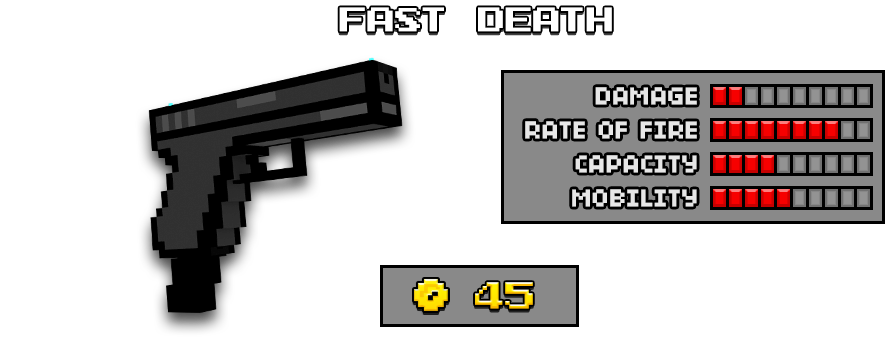 FAST DEATH
DAMAGE
RATE OF FIRE
CAPACITY
MOBILITY
45